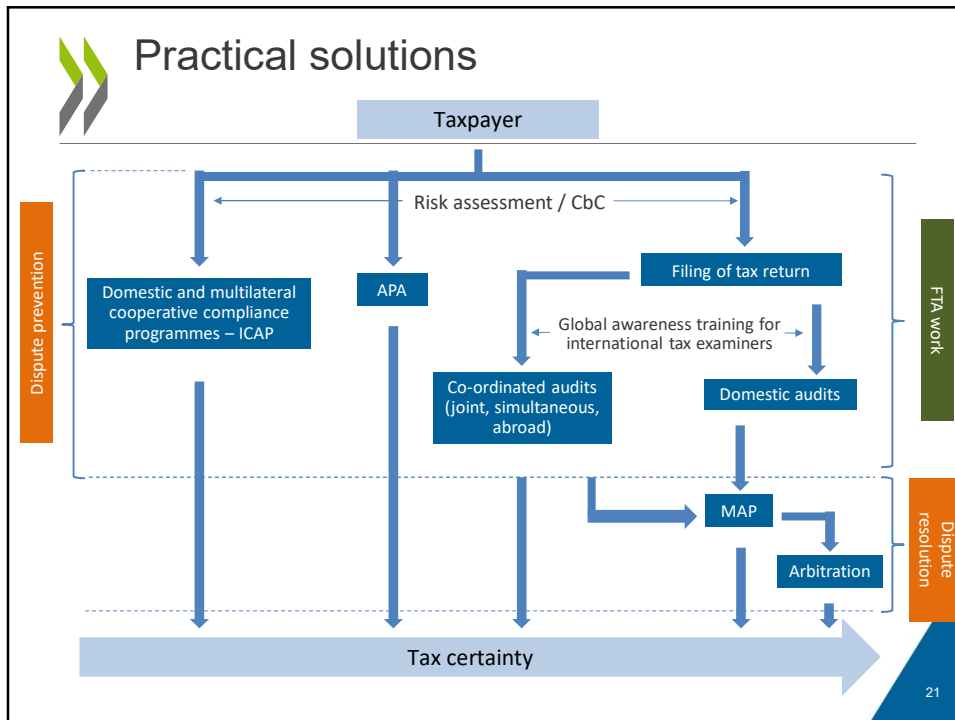 Practical solutions
Taxpayer
Risk assessment / CbC
Dispute prevention
Domestic and multilateral
cooperative compliance
programmes – ICAP
APA
Filing of tax return
Global awareness training for
international tax examiners
Co-ordinated audits
(joint, simultaneous,
abroad)
Domestic audits
FTA work
MAP
Arbitration
Dispute
resolution
Tax certainty
21